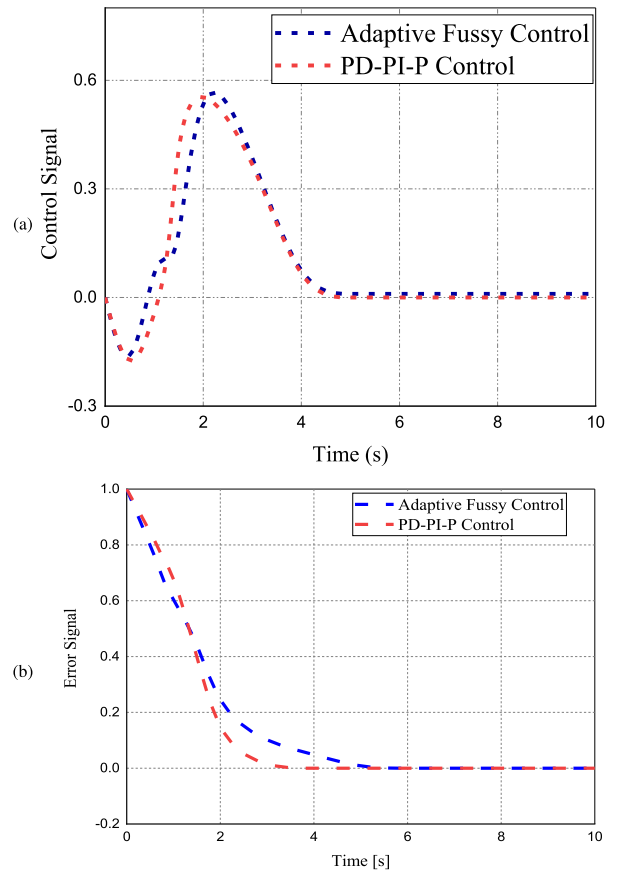 (a)
Control Signal
Adaptive Fussy Control
PD-PI-P Control
0.6
0.3
0.0
-0.3
0 2 4 6 8 10
Time (s)
(b)
Error Signal
Adaptive Fussy Control
PD-PI-P Control
1.0
0.8
0.6
0.4
0.2
0.0
-0.2
0 2 4 6 8 10
Time [s]